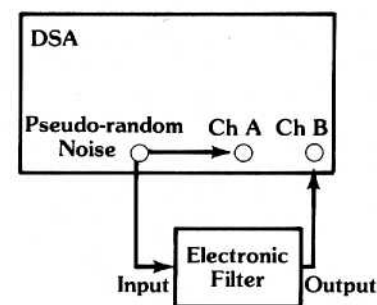 DSA
Pseudo-random
Noise
Ch A
Ch B
Electronic
Filter
Input
Output